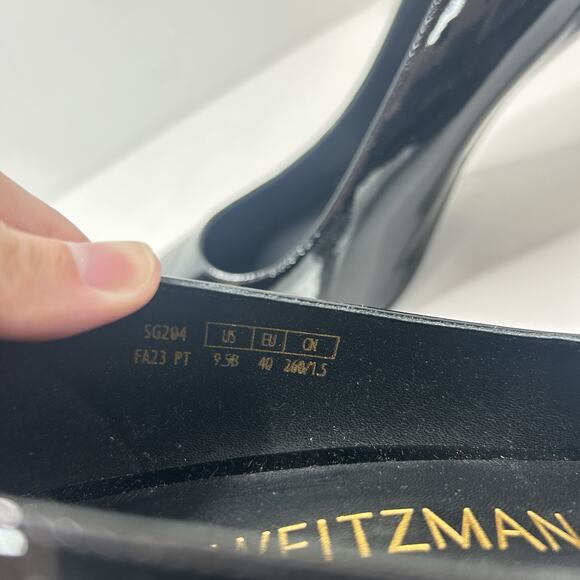 SG204 US EU CN
FA23 PT 9.5B 40 260/1.5
WEITZMAN